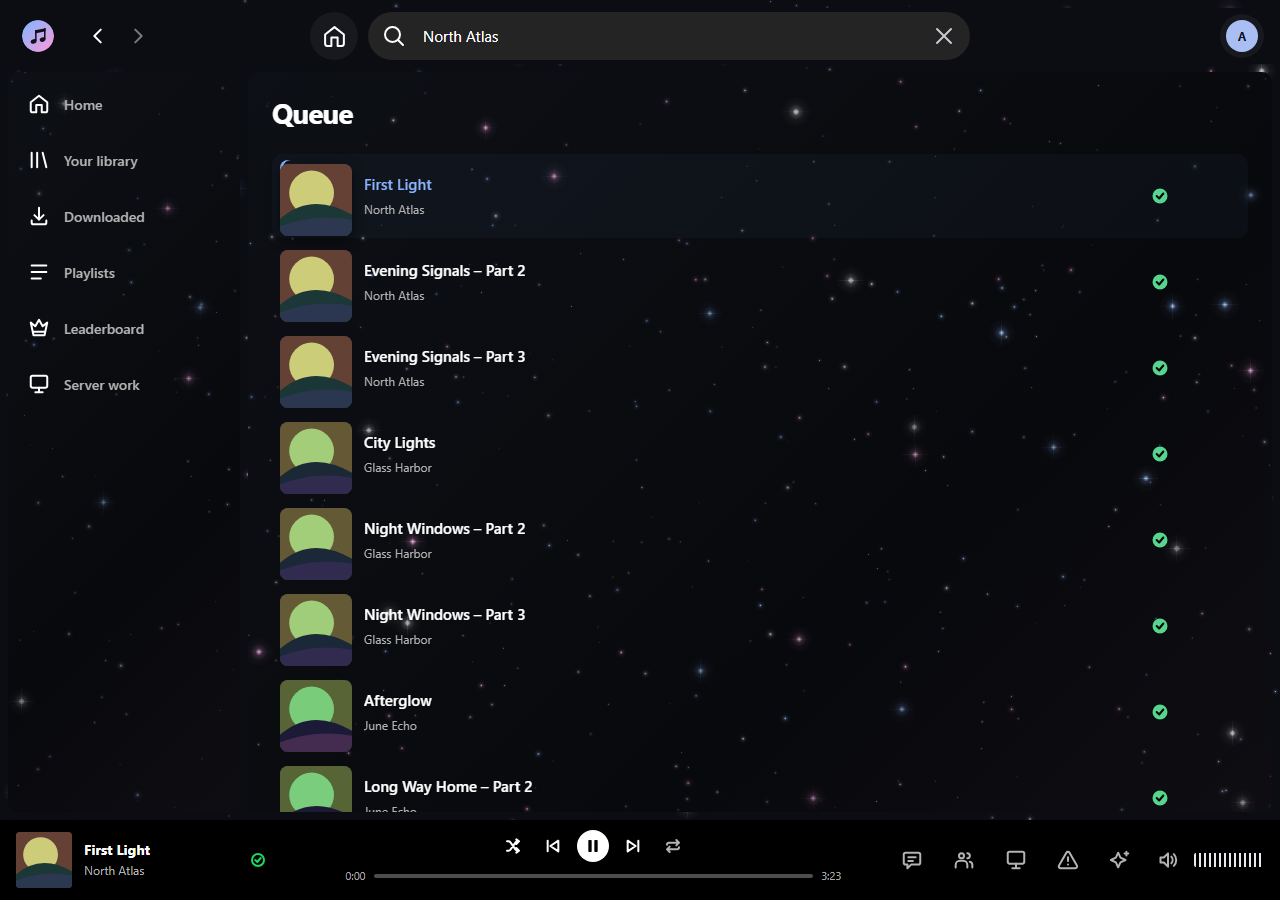 North Atlas
A
Home
Your library
Downloaded
Playlists
Leaderboard
Server work
Queue
First Light
North Atlas
Evening Signals – Part 2
North Atlas
Evening Signals – Part 3
North Atlas
City Lights
Glass Harbor
Night Windows – Part 2
Glass Harbor
Night Windows – Part 3
Glass Harbor
Afterglow
June Echo
Long Way Home – Part 2
June Echo
First Light
North Atlas
0:00
3:23